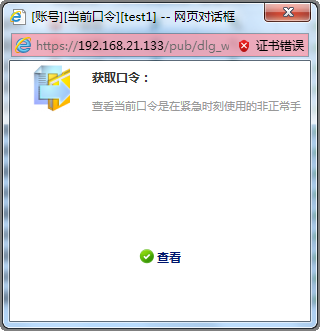 [账号][当前口令][test1] -- 网页对话框
https://192.168.21.133/pub/dlg_w
证书错误
获取口令：
查看当前口令是在紧急时刻使用的非正常手
查看